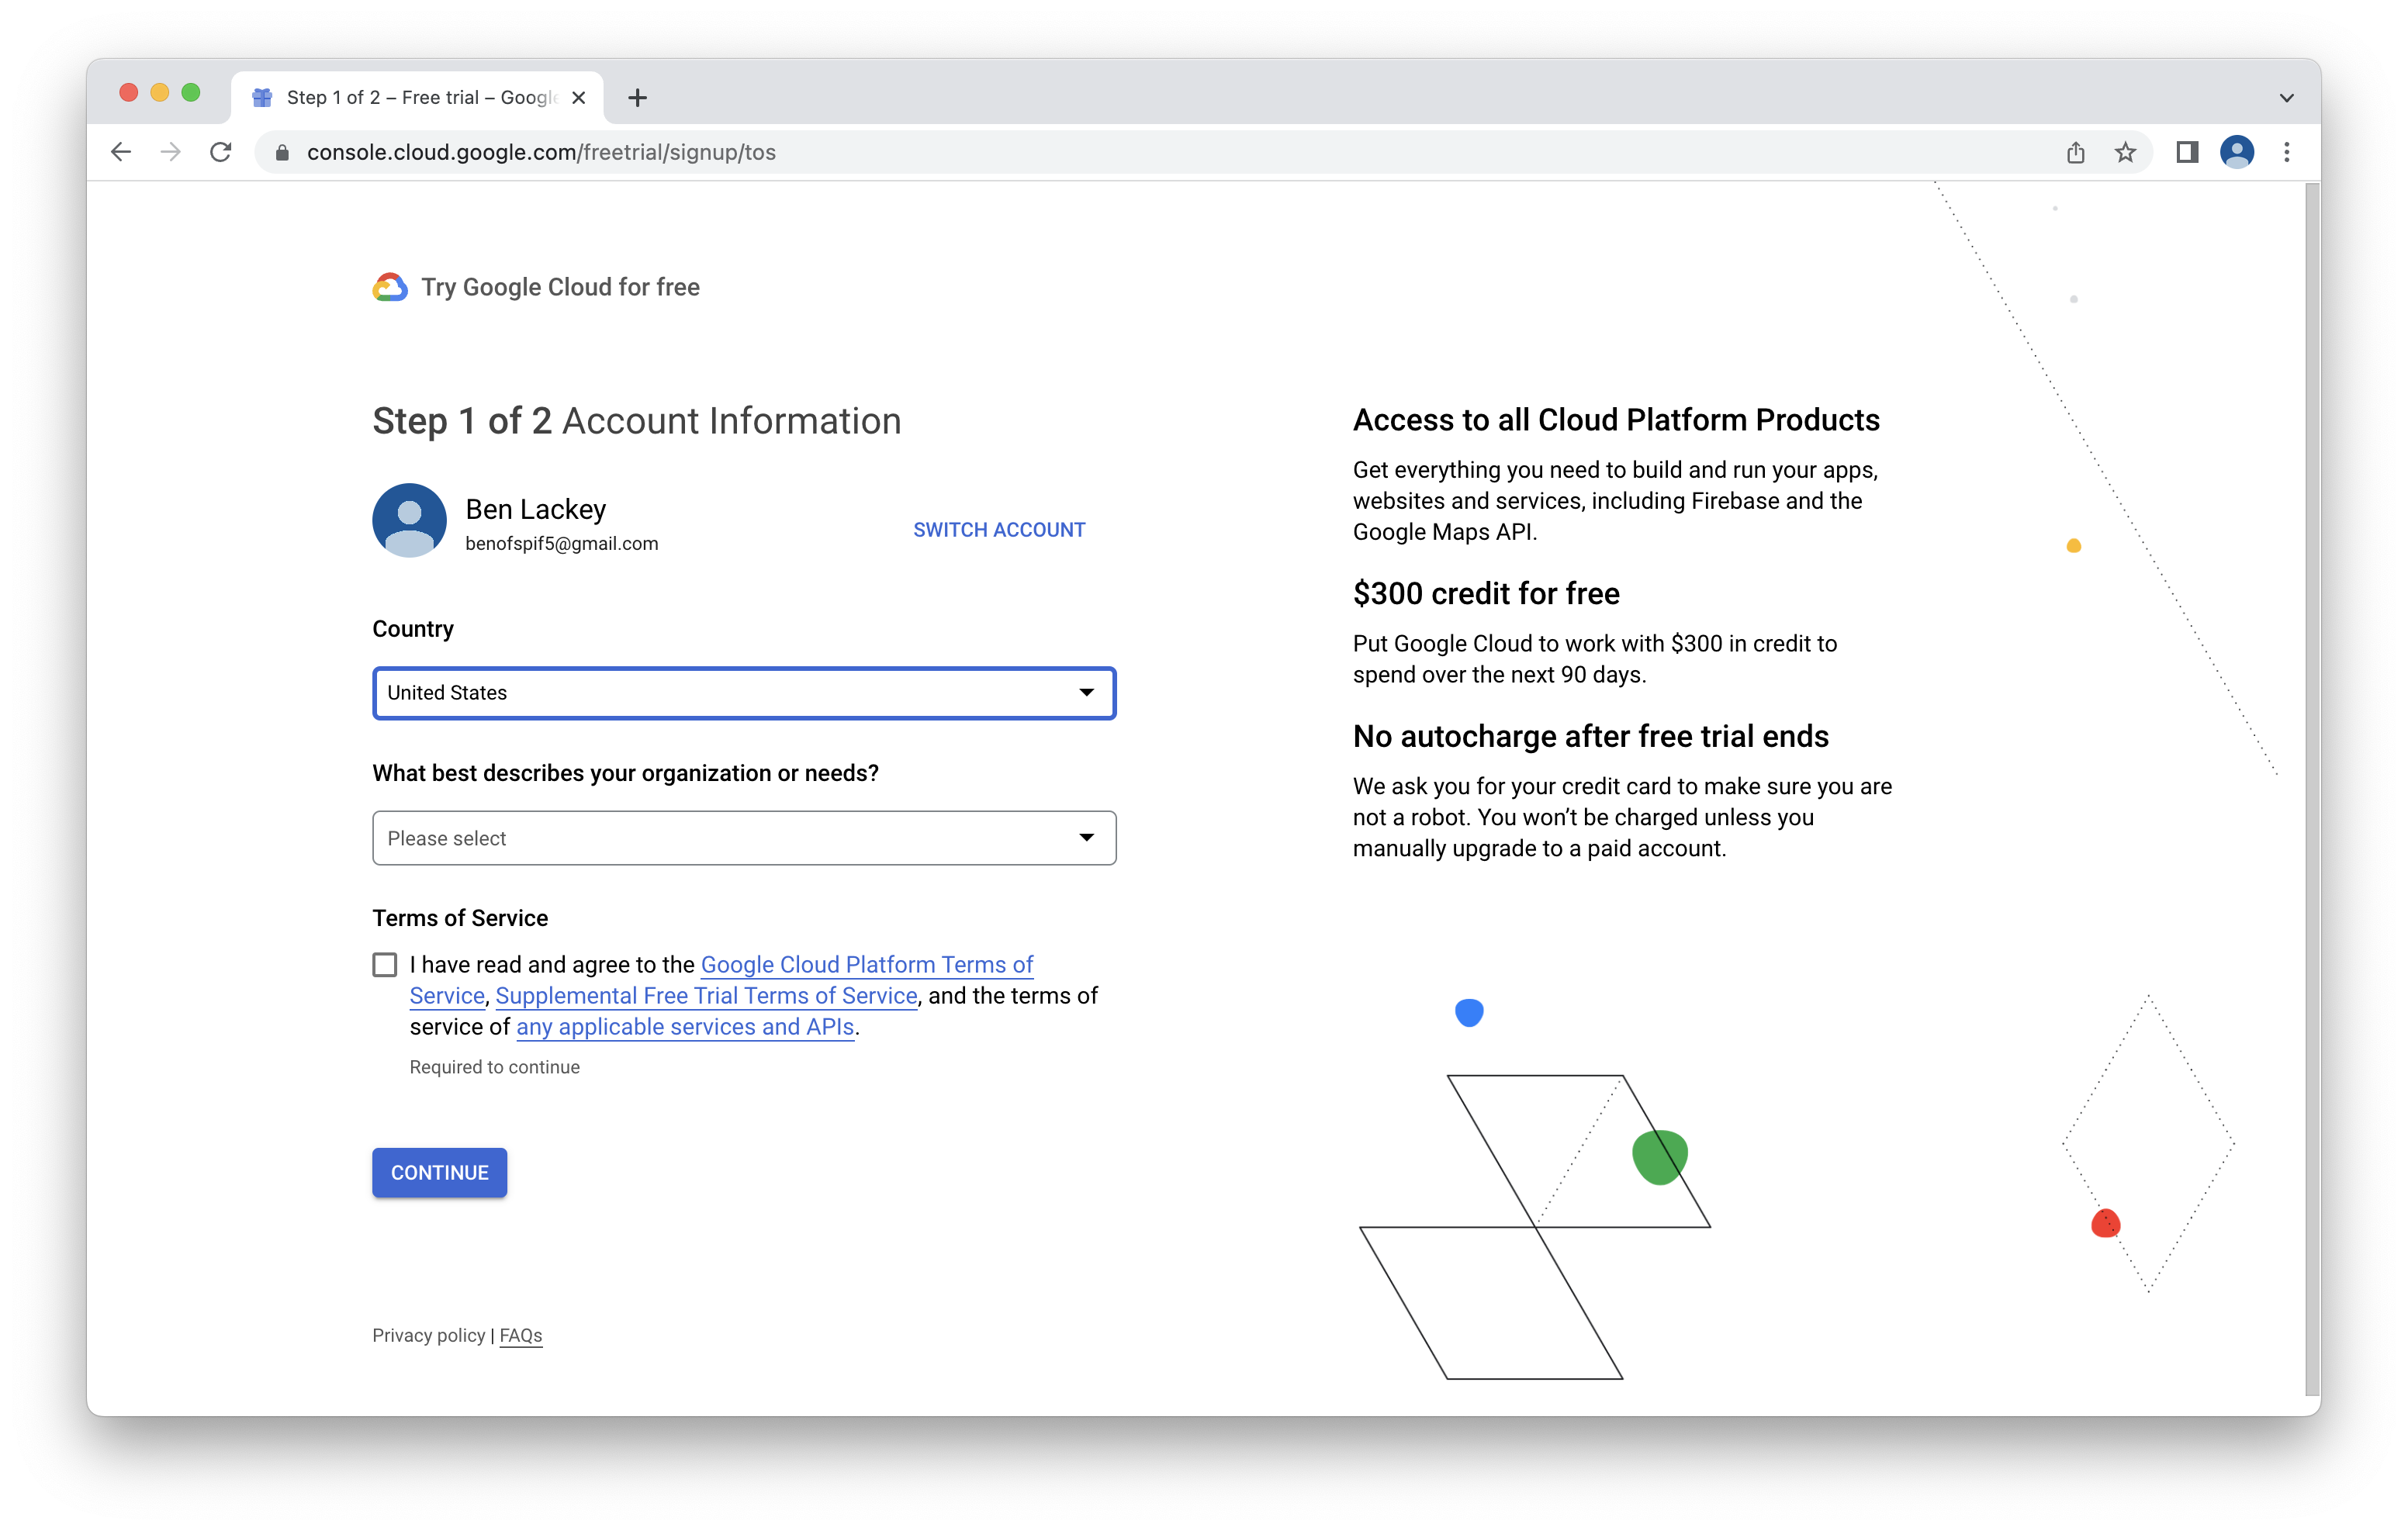 Step 1 of 2 – Free trial – Google
console.cloud.google.com/freetrial/signup/tos
Try Google Cloud for free
Step 1 of 2 Account Information
Ben Lackey
benofspif5@gmail.com
SWITCH ACCOUNT
Country
United States
What best describes your organization or needs?
Please select
Terms of Service
I have read and agree to the Google Cloud Platform Terms of
Service, Supplemental Free Trial Terms of Service, and the terms of
service of any applicable services and APIs.
Required to continue
CONTINUE
Privacy policy | FAQs
Access to all Cloud Platform Products
Get everything you need to build and run your apps,
websites and services, including Firebase and the
Google Maps API.
$300 credit for free
Put Google Cloud to work with $300 in credit to
spend over the next 90 days.
No autocharge after free trial ends
We ask you for your credit card to make sure you are
not a robot. You won’t be charged unless you
manually upgrade to a paid account.